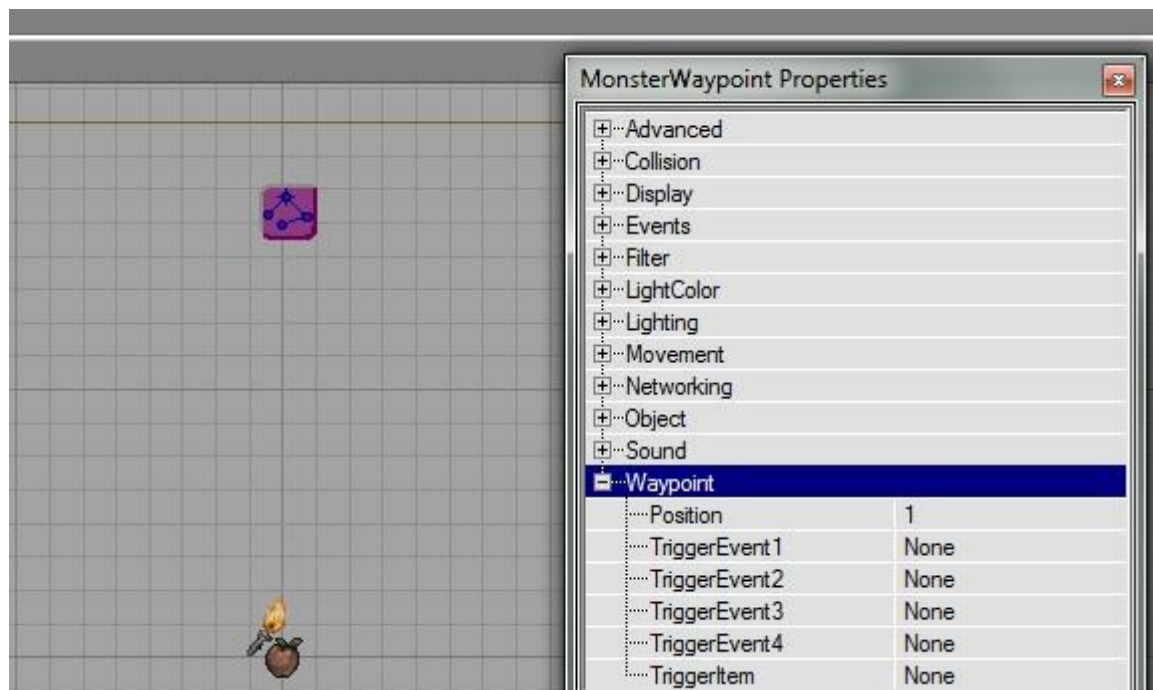 MonsterWaypoint Properties
Advanced
Collision
Display
Events
Filter
LightColor
Lighting
Movement
Networking
Object
Sound
Waypoint
Position 1
TriggerEvent1 None
TriggerEvent2 None
TriggerEvent3 None
TriggerEvent4 None
TriggerItem None